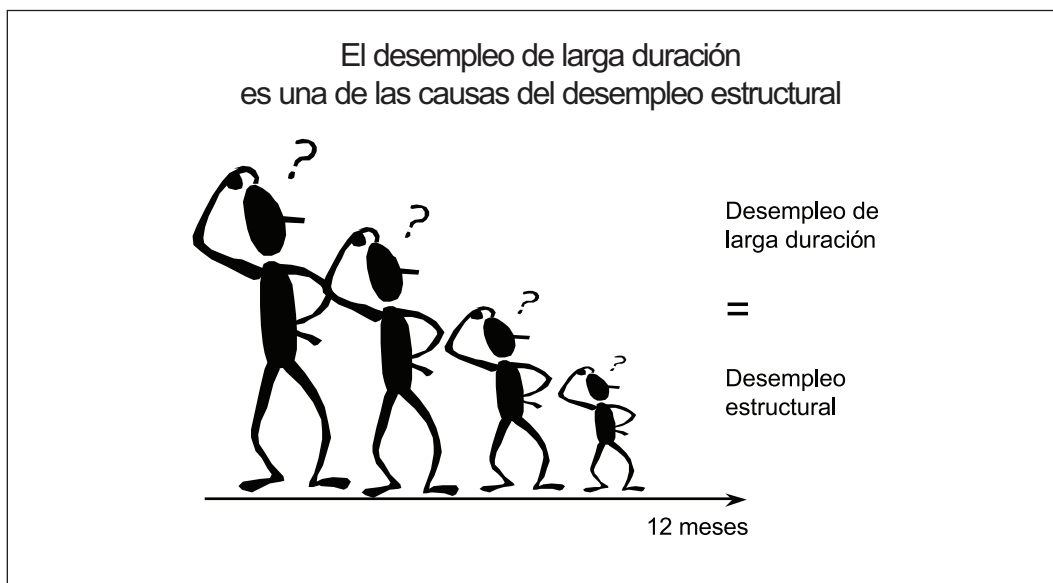 El desempleo de larga duración
es una de las causas del desempleo estructural
?
?
?
?
Desempleo de
larga duración
=
Desempleo
estructural
12 meses